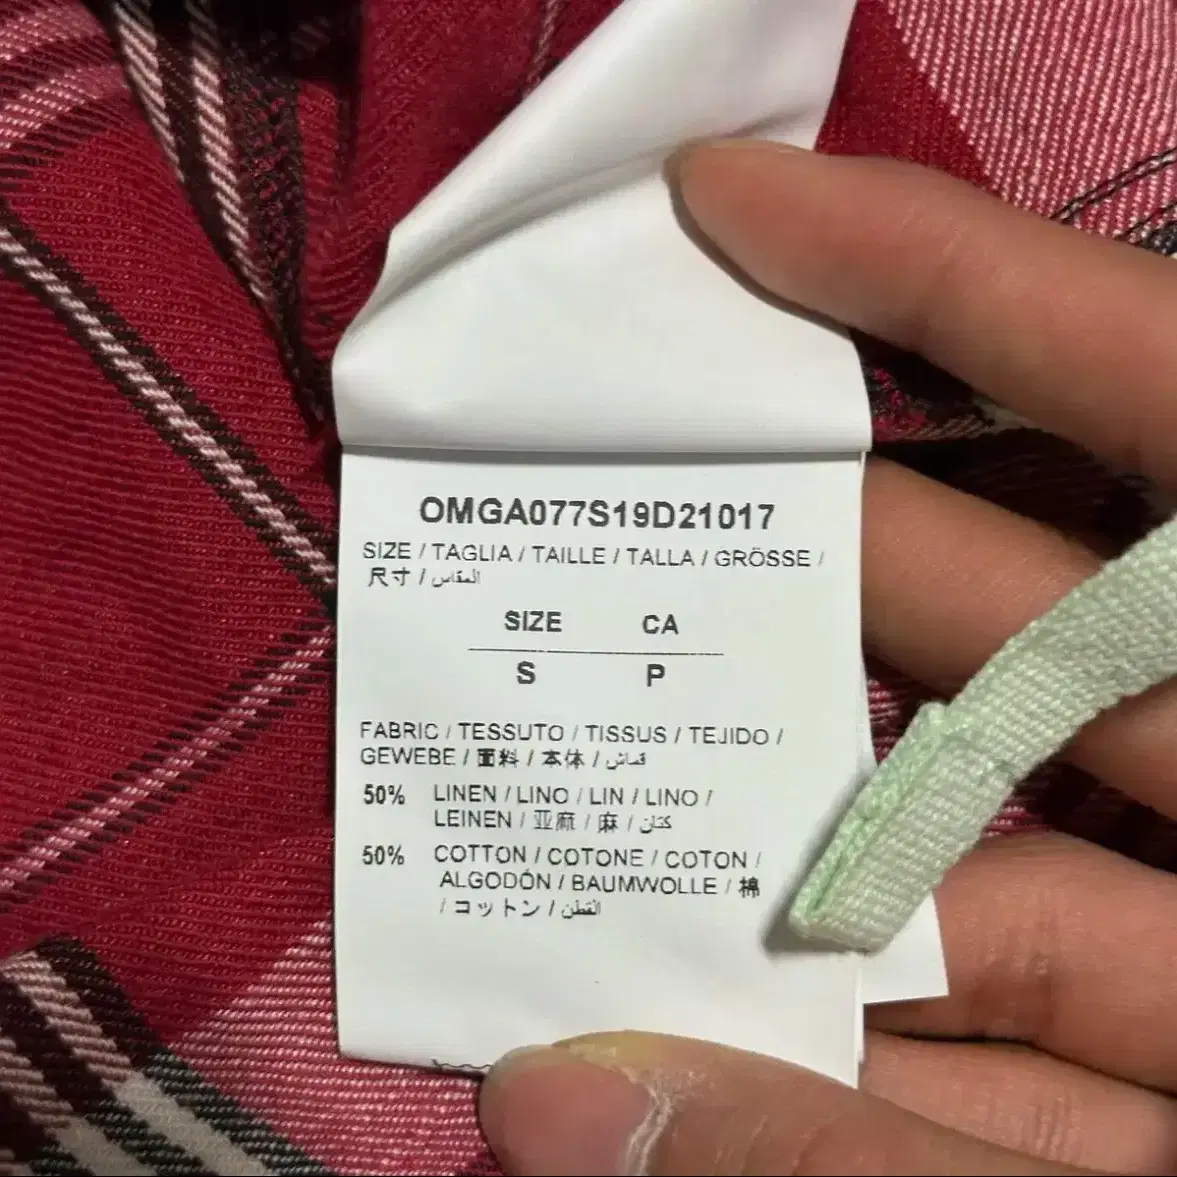 OMGA077S19D21017
SIZE / TAGLIA / TAILLE / TALLA / GRÖSSE /
尺寸 / المقاس
SIZE CA
S P
FABRIC / TESSUTO / TISSUS / TEJIDO /
GEWEBE / 面料 / 本体 / قماش
50% LINEN / LINO / LIN / LINO /
LEINEN / 亚麻 / 麻 / كتان
50% COTTON / COTONE / COTON /
ALGODÓN / BAUMWOLLE / 棉
/ コットン / القطن